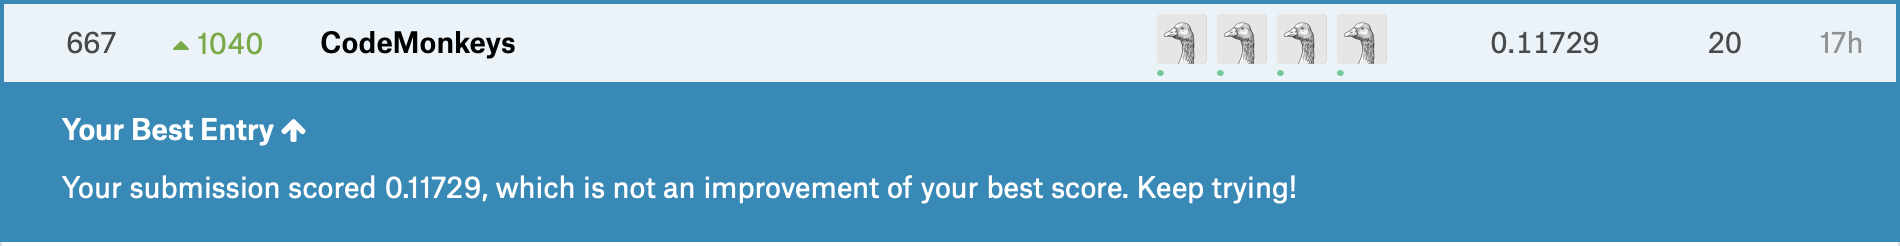 667 ▲ 1040 CodeMonkeys 0.11729 20 17h
Your Best Entry ↑
Your submission scored 0.11729, which is not an improvement of your best score. Keep trying!